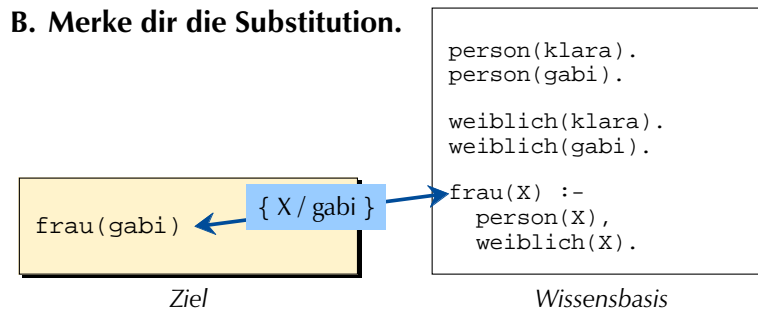 B. Merke dir die Substitution.
person(klara).
person(gabi).
weiblich(klara).
weiblich(gabi).
frau(X) :-
person(X),
weiblich(X).
frau(gabi)
{ X / gabi }
Ziel
Wissensbasis